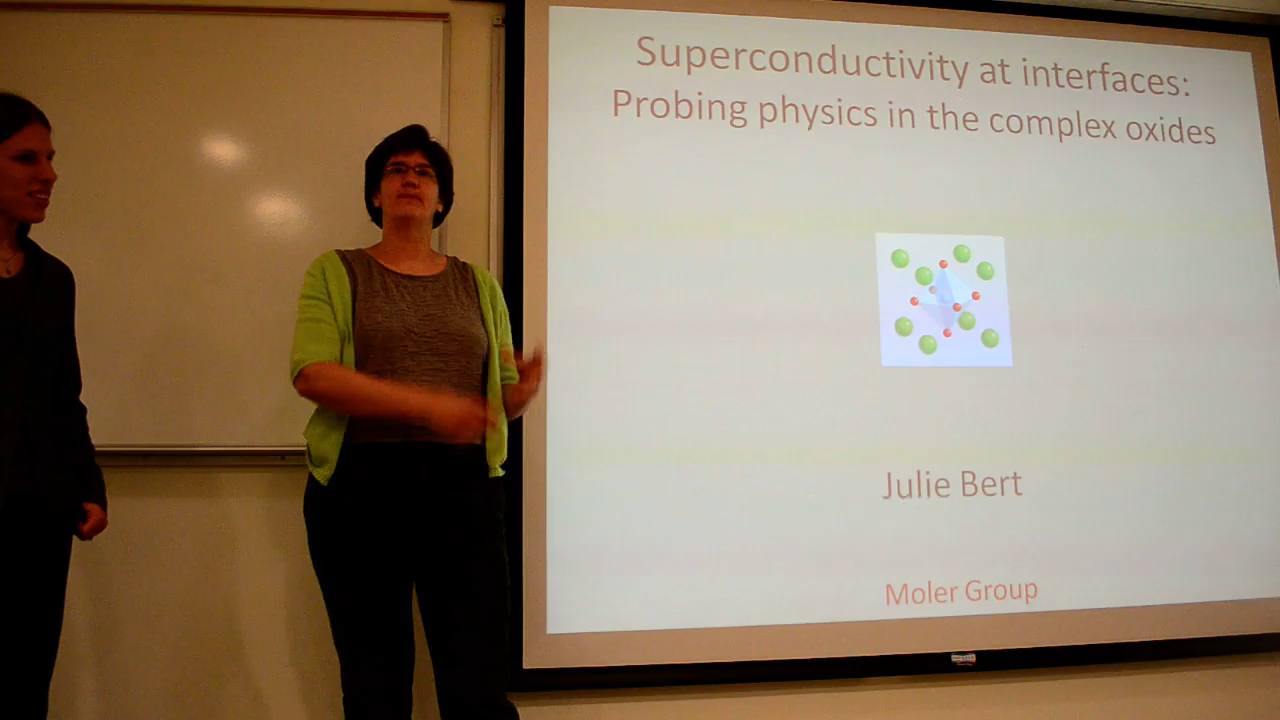 Superconductivity at interfaces:
Probing physics in the complex oxides
Julie Bert
Moler Group